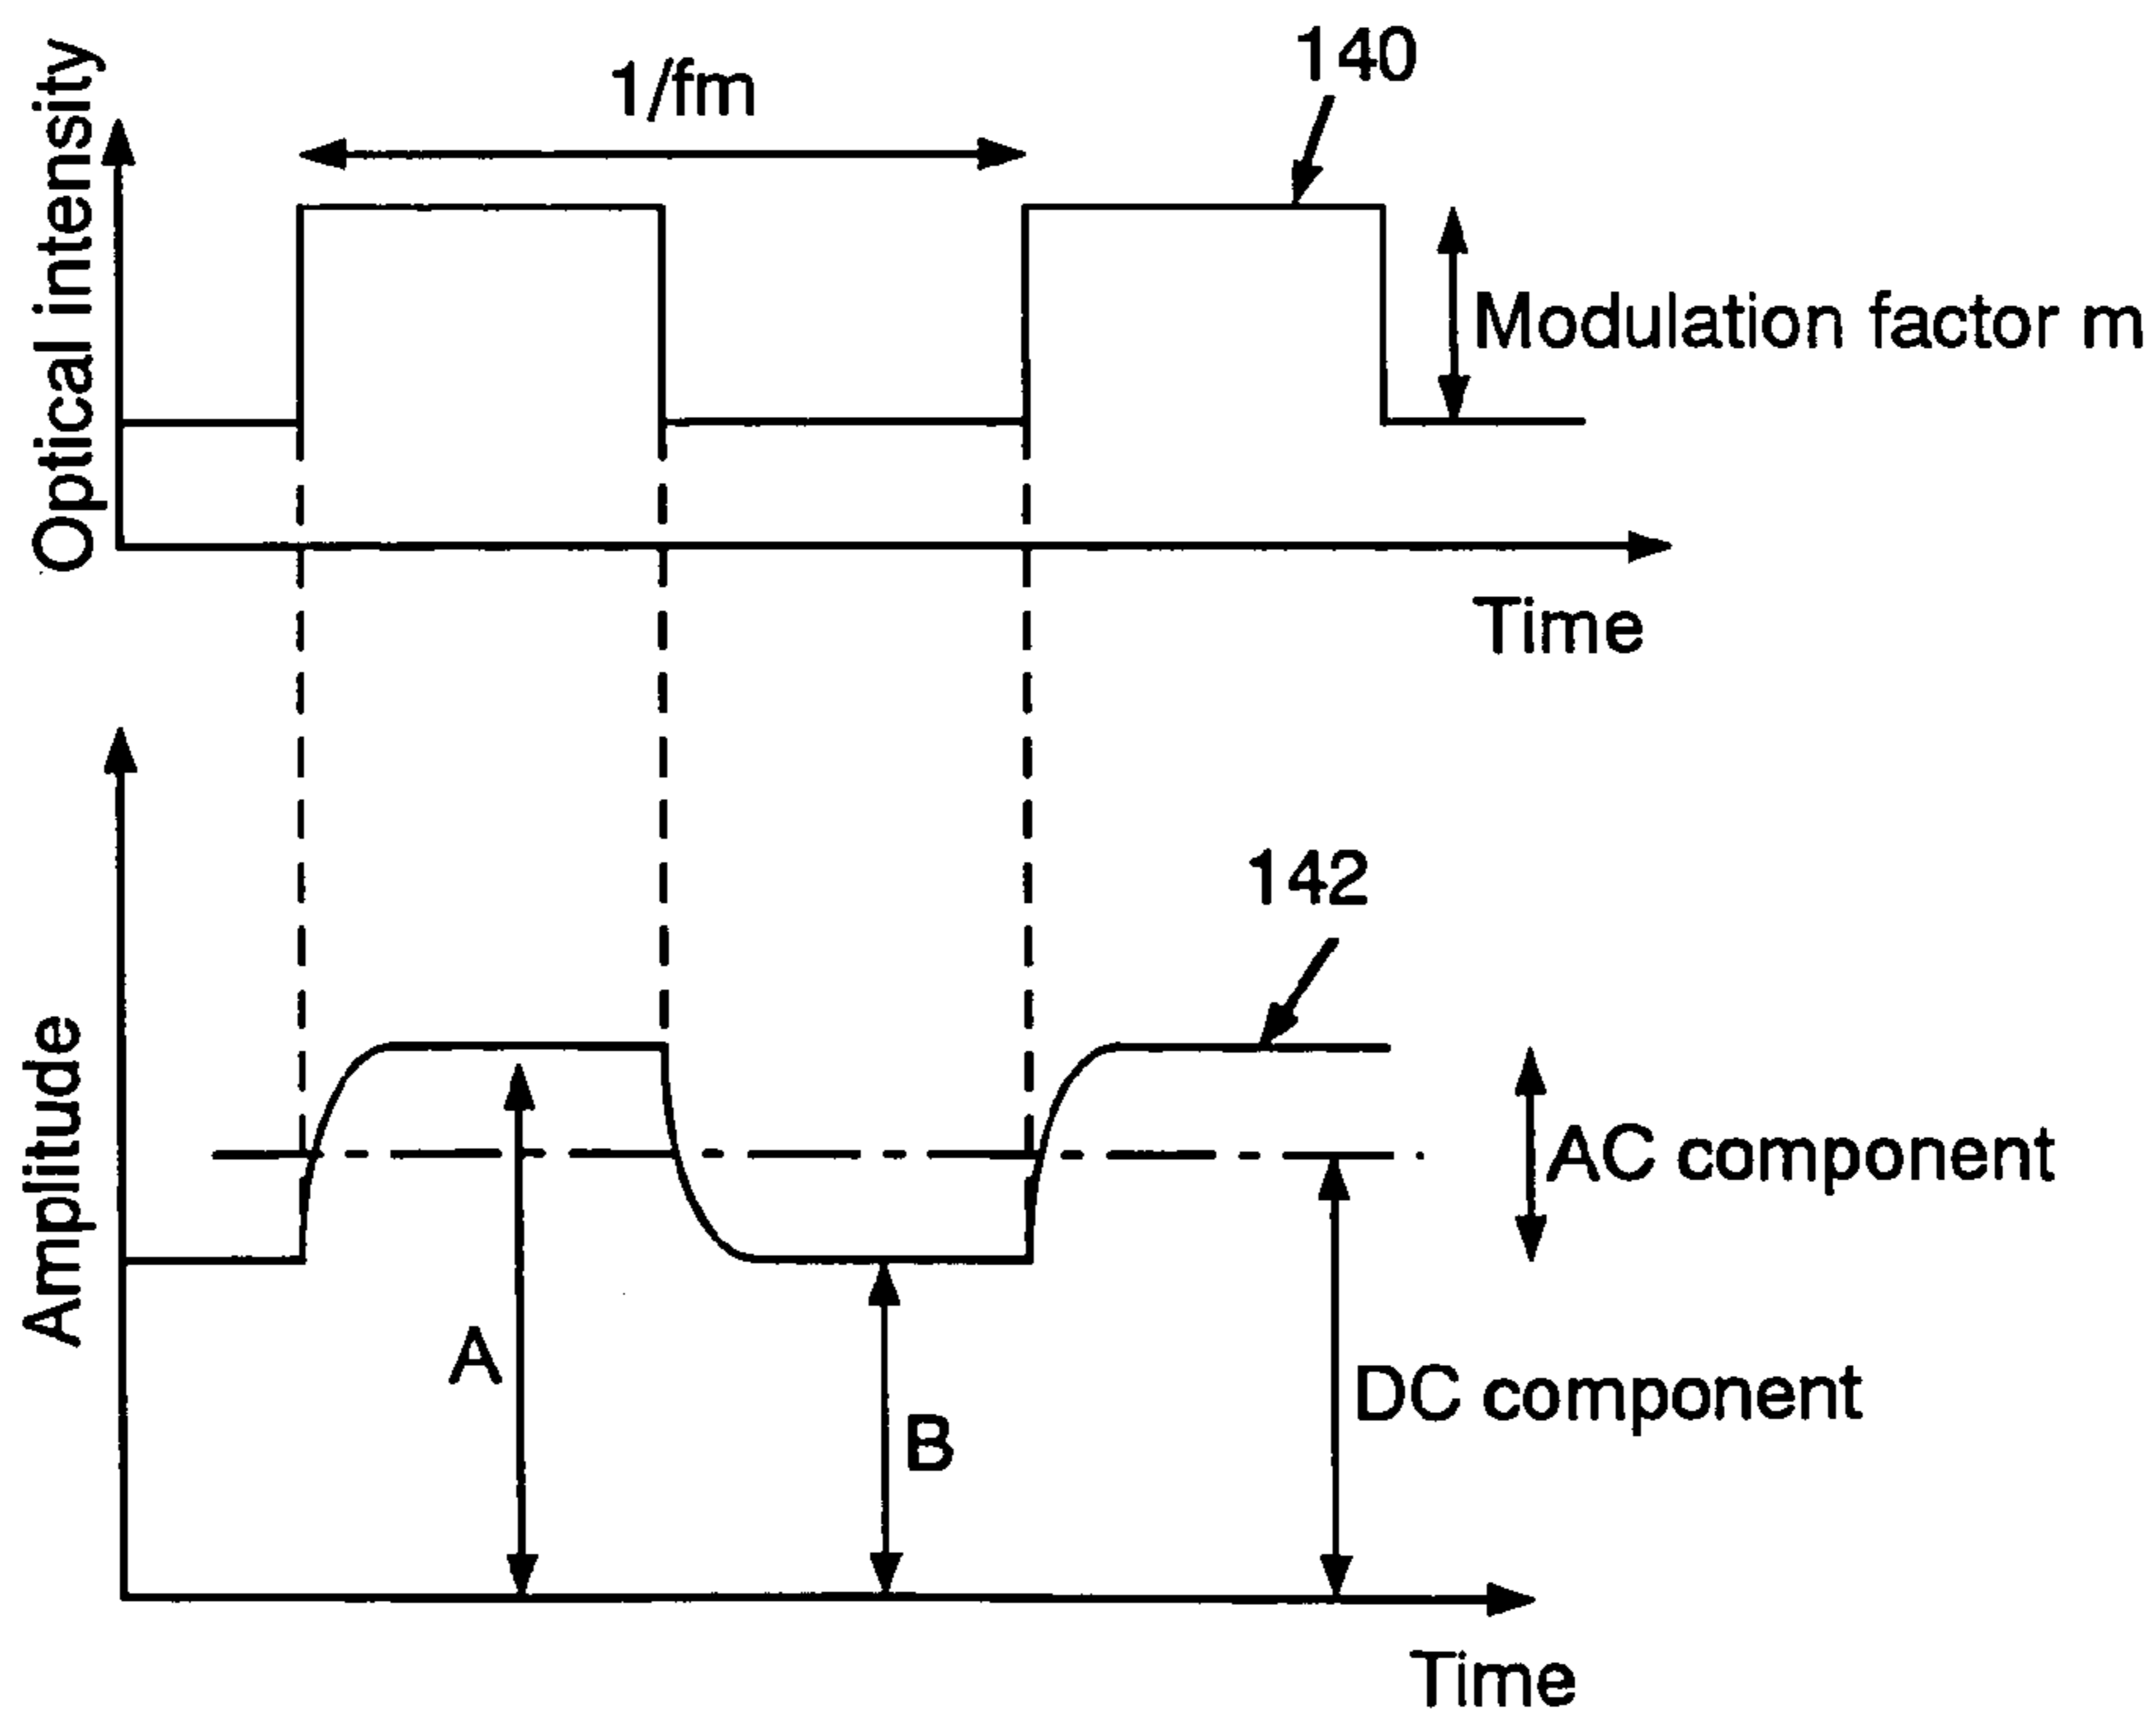 140
1/fm
Optical intensity
Modulation factor m
Time
142
Amplitude
AC component
A
DC component
B
Time